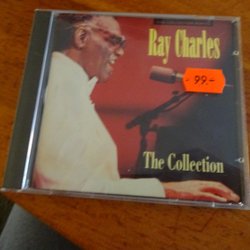 Ray Charles
99.-
The Collection